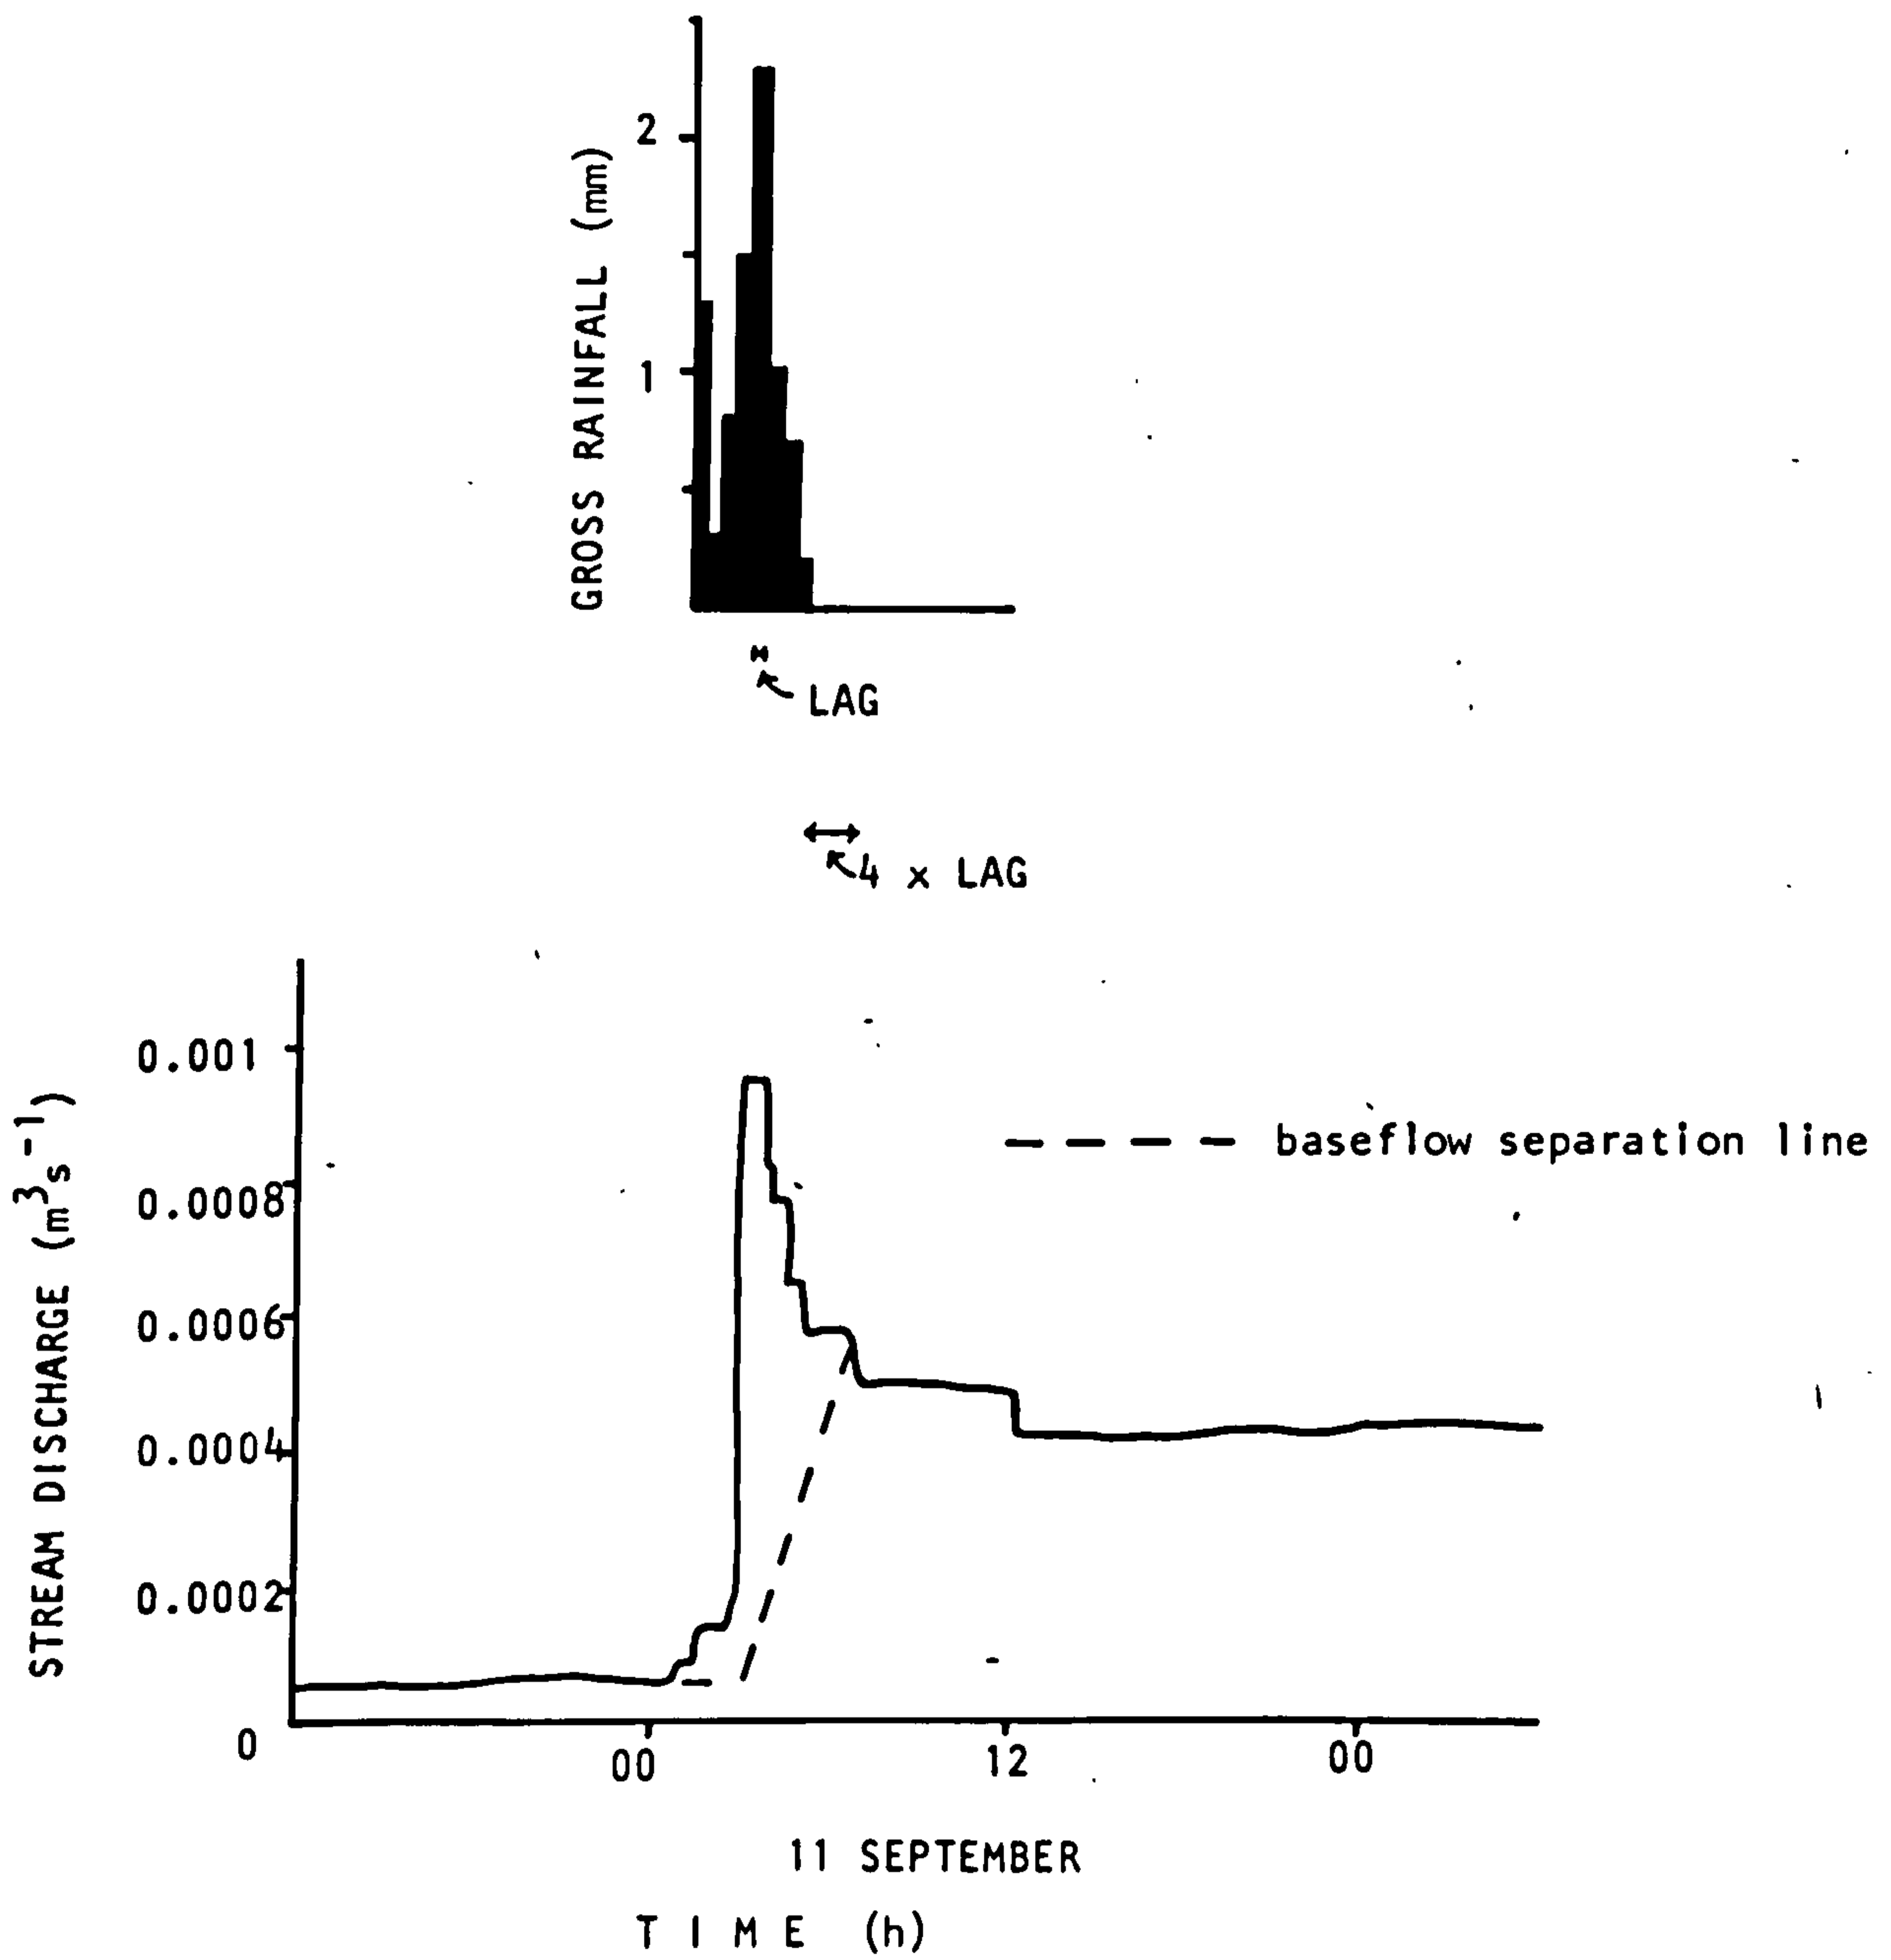 GROSS RAINFALL (mm)
2
1
LAG
4 x LAG
STREAM DISCHARGE (m³s⁻¹)
0.001
0.0008
0.0006
0.0004
0.0002
0
baseflow separation line
00
12
00
11 SEPTEMBER
TIME (h)